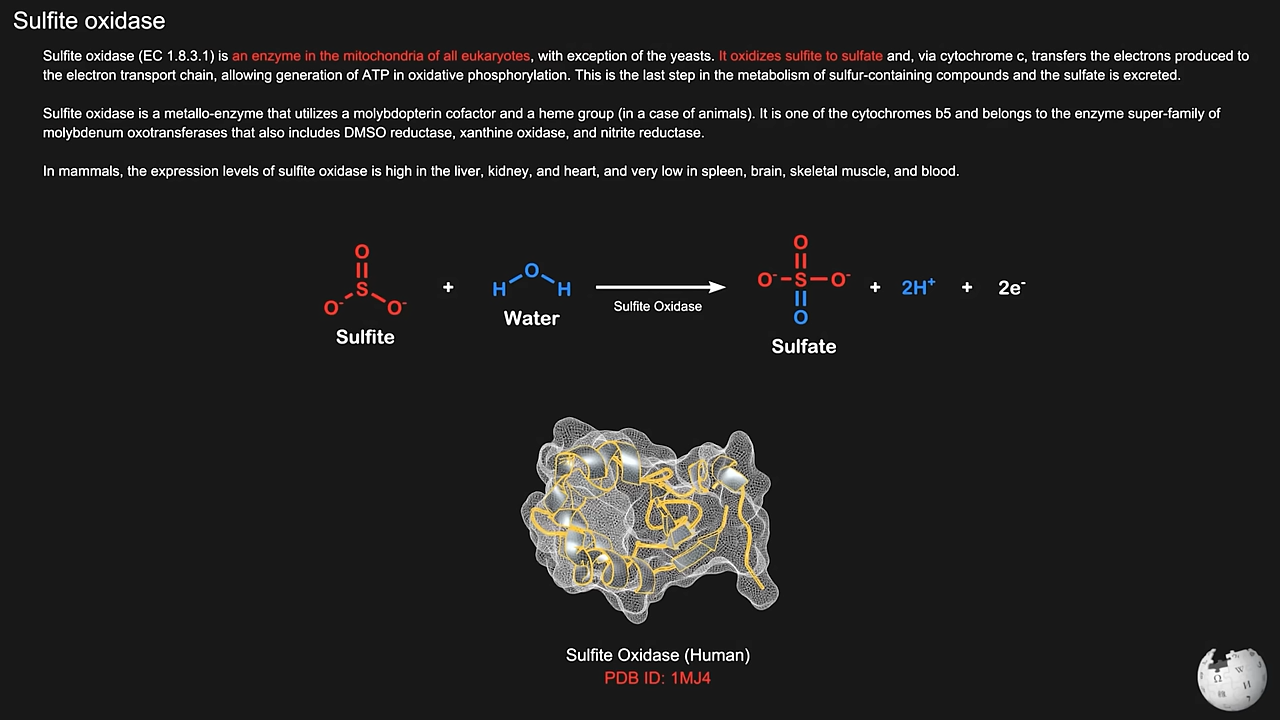 Sulfite oxidase
Sulfite oxidase (EC 1.8.3.1) is an enzyme in the mitochondria of all eukaryotes, with exception of the yeasts. It oxidizes sulfite to sulfate and, via cytochrome c, transfers the electrons produced to
the electron transport chain, allowing generation of ATP in oxidative phosphorylation. This is the last step in the metabolism of sulfur-containing compounds and the sulfate is excreted.
Sulfite oxidase is a metallo-enzyme that utilizes a molybdopterin cofactor and a heme group (in a case of animals). It is one of the cytochromes b5 and belongs to the enzyme super-family of
molybdenum oxotransferases that also includes DMSO reductase, xanthine oxidase, and nitrite reductase.
In mammals, the expression levels of sulfite oxidase is high in the liver, kidney, and heart, and very low in spleen, brain, skeletal muscle, and blood.
O
S
O⁻ O⁻
Sulfite
+
O
H H
Water
Sulfite Oxidase
O
O⁻ S O⁻
O
Sulfate
+ 2H⁺ + 2e⁻
Sulfite Oxidase (Human)
PDB ID: 1MJ4
Ω W И 7